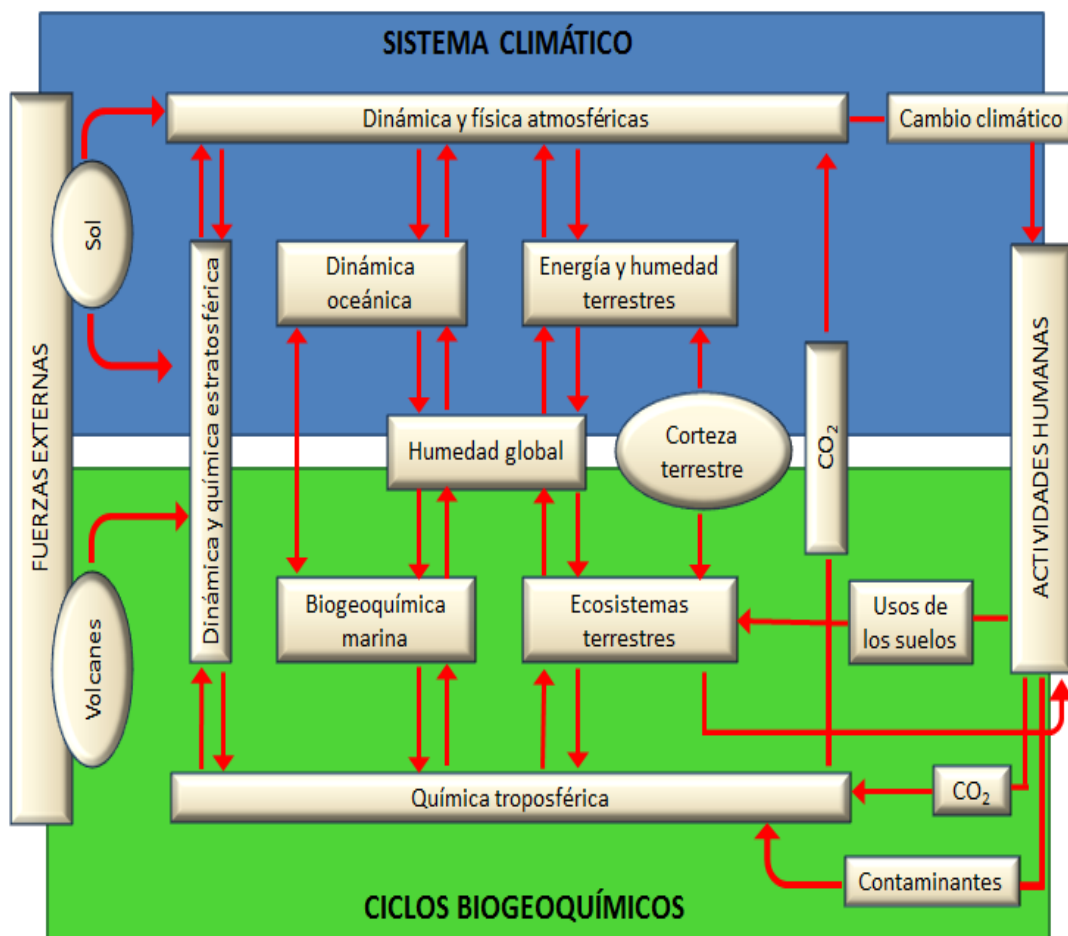 SISTEMA CLIMÁTICO
Dinámica y física atmosféricas
Cambio climático
Sol
FUERZAS EXTERNAS
Dinámica y química estratosférica
Dinámica
oceánica
Energía y humedad
terrestres
Humedad global
Corteza
terrestre
CO₂
ACTIVIDADES HUMANAS
Volcanes
Biogeoquímica
marina
Ecosistemas
terrestres
Usos de
los suelos
Química troposférica
CO₂
Contaminantes
CICLOS BIOGEOQUÍMICOS